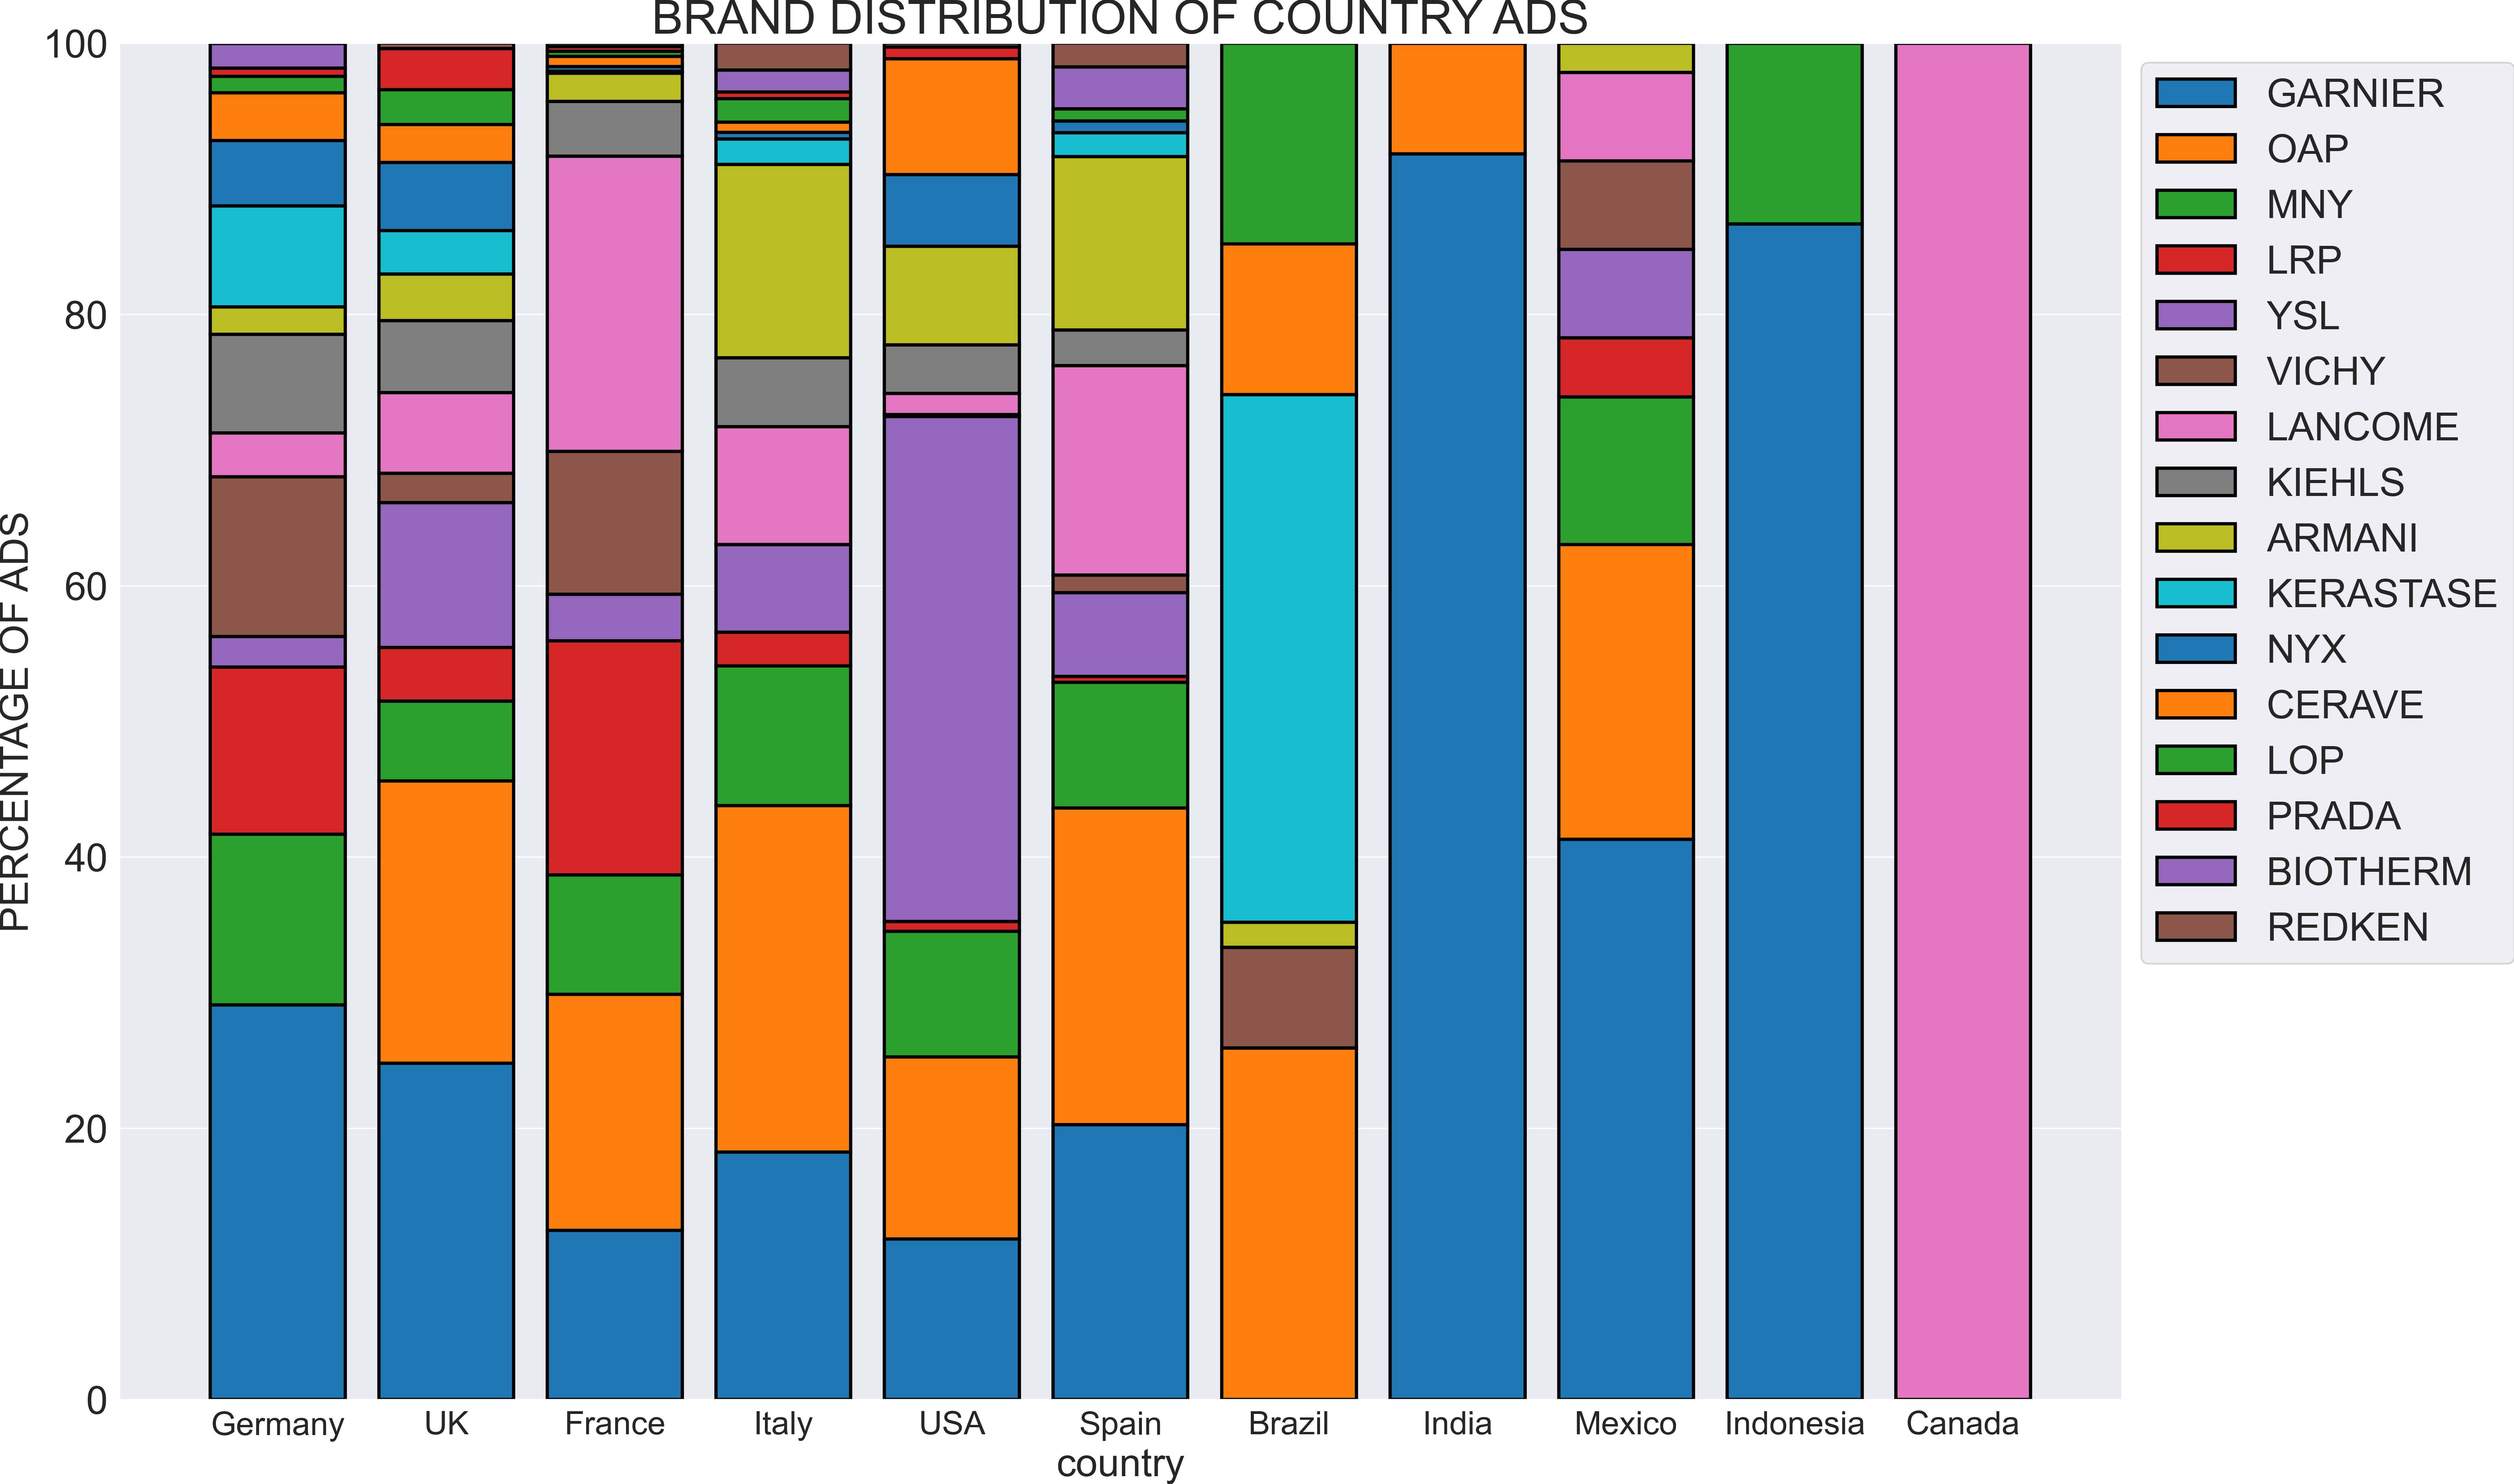 BRAND DISTRIBUTION OF COUNTRY ADS
PERCENTAGE OF ADS
100
80
60
40
20
0
Germany UK France Italy USA Spain Brazil India Mexico Indonesia Canada
country
GARNIER
OAP
MNY
LRP
YSL
VICHY
LANCOME
KIEHLS
ARMANI
KERASTASE
NYX
CERAVE
LOP
PRADA
BIOTHERM
REDKEN